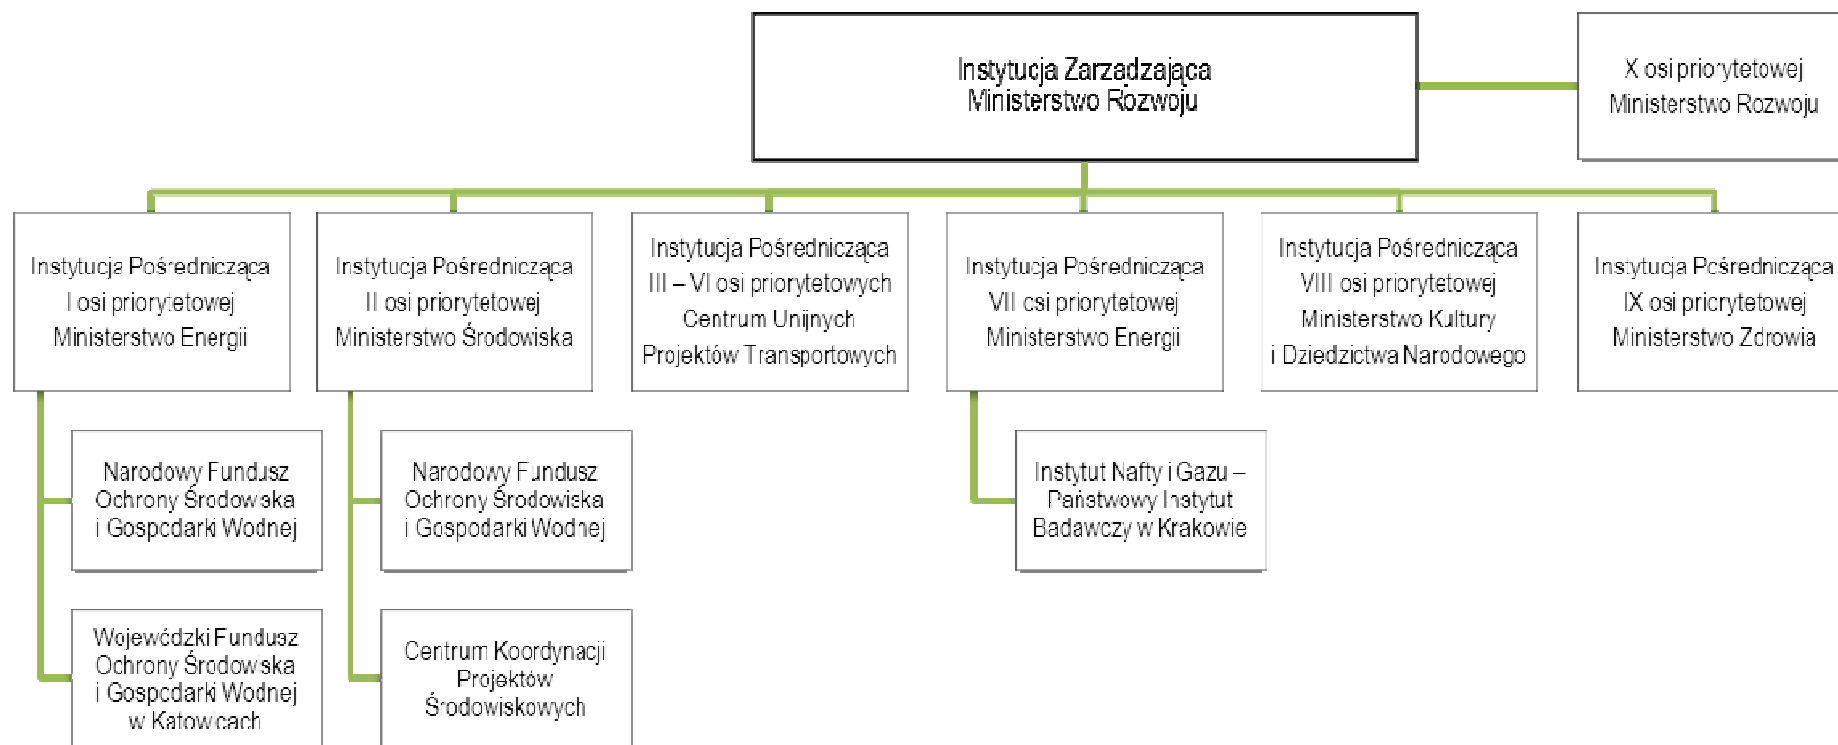 Instytucja Zarządzająca
Ministerstwo Rozwoju
X osi priorytetowej
Ministerstwo Rozwoju
Instytucja Pośrednicząca
I osi priorytetowej
Ministerstwo Energii
Instytucja Pośrednicząca
II osi priorytetowej
Ministerstwo Środowiska
Instytucja Pośrednicząca
III – VI osi priorytetowych
Centrum Unijnych
Projektów Transportowych
Instytucja Pośrednicząca
VII osi priorytetowej
Ministerstwo Energii
Instytucja Pośrednicząca
VIII osi priorytetowej
Ministerstwo Kultury
i Dziedzictwa Narodowego
Instytucja Pośrednicząca
IX osi priorytetowej
Ministerstwo Zdrowia
Narodowy Fundusz
Ochrony Środowiska
i Gospodarki Wodnej
Narodowy Fundusz
Ochrony Środowiska
i Gospodarki Wodnej
Instytut Nafty i Gazu –
Państwowy Instytut
Badawczy w Krakowie
Wojewódzki Fundusz
Ochrony Środowiska
i Gospodarki Wodnej
w Katowicach
Centrum Koordynacji
Projektów
Środowiskowych